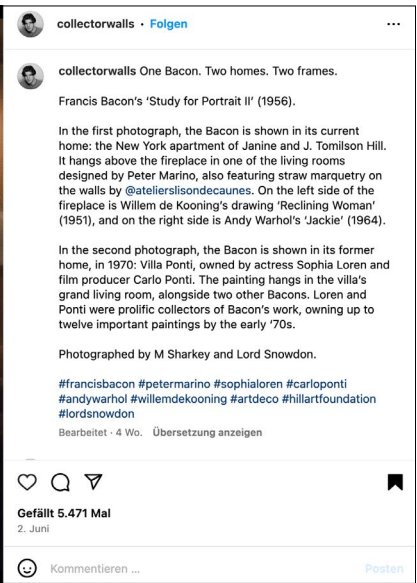 collectorwalls • Folgen
collectorwalls One Bacon. Two homes. Two frames.
Francis Bacon's ‘Study for Portrait II’ (1956).
In the first photograph, the Bacon is shown in its current
home: the New York apartment of Janine and J. Tomilson Hill.
It hangs above the fireplace in one of the living rooms
designed by Peter Marino, also featuring straw marquetry on
the walls by @atelierslisondecaunes. On the left side of the
fireplace is Willem de Kooning's drawing ‘Reclining Woman’
(1951), and on the right side is Andy Warhol's ‘Jackie’ (1964).
In the second photograph, the Bacon is shown in its former
home, in 1970: Villa Ponti, owned by actress Sophia Loren and
film producer Carlo Ponti. The painting hangs in the villa's
grand living room, alongside two other Bacons. Loren and
Ponti were prolific collectors of Bacon's work, owning up to
twelve important paintings by the early ‘70s.
Photographed by M Sharkey and Lord Snowdon.
#francisbacon #petermarino #sophialoren #carloponti
#andywarhol #willemdekooning #artdeco #hillartfoundation
#lordsnowdon
Bearbeitet · 4 Wo. Übersetzung anzeigen
Gefällt 5.471 Mal
2. Juni
Kommentieren ... Posten